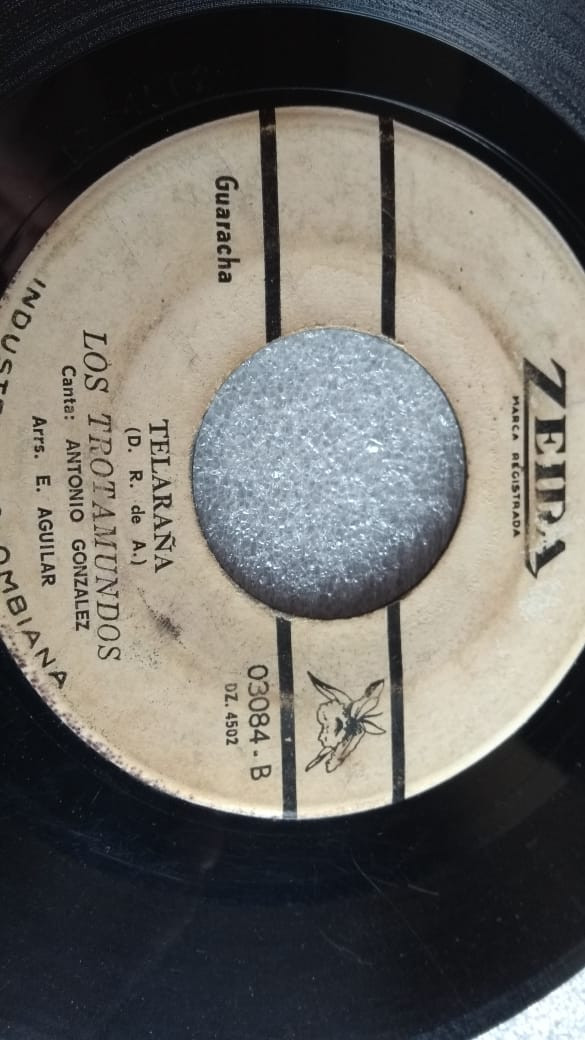 ZEIDA
MARCA REGISTRADA
Guaracha
03084-B
DZ. 4502
TELARAÑA
(D. R. de A.)
LOS TROTAMUNDOS
Canta: ANTONIO GONZALEZ
Arrs. E. AGUILAR